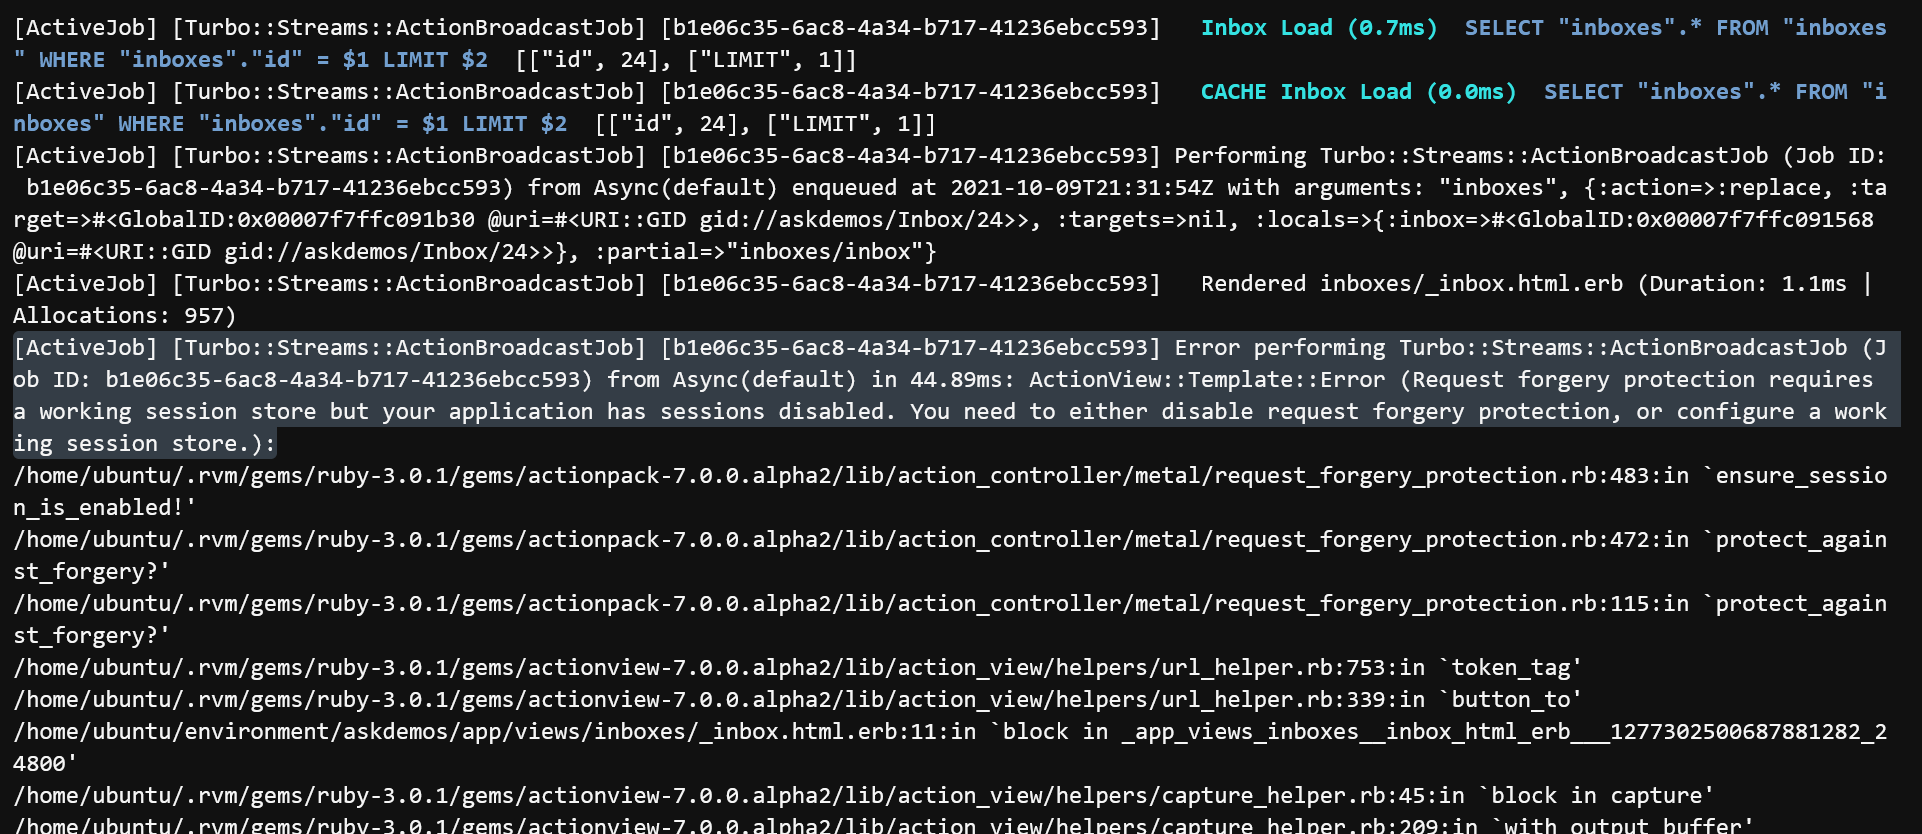 [ActiveJob] [Turbo::Streams::ActionBroadcastJob] [b1e06c35-6ac8-4a34-b717-41236ebcc593]   Inbox Load (0.7ms)  SELECT "inboxes".* FROM "inboxes
" WHERE "inboxes"."id" = $1 LIMIT $2  [["id", 24], ["LIMIT", 1]]
[ActiveJob] [Turbo::Streams::ActionBroadcastJob] [b1e06c35-6ac8-4a34-b717-41236ebcc593]   CACHE Inbox Load (0.0ms)  SELECT "inboxes".* FROM "i
nboxes" WHERE "inboxes"."id" = $1 LIMIT $2  [["id", 24], ["LIMIT", 1]]
[ActiveJob] [Turbo::Streams::ActionBroadcastJob] [b1e06c35-6ac8-4a34-b717-41236ebcc593] Performing Turbo::Streams::ActionBroadcastJob (Job ID:
 b1e06c35-6ac8-4a34-b717-41236ebcc593) from Async(default) enqueued at 2021-10-09T21:31:54Z with arguments: "inboxes", {:action=>:replace, :ta
rget=>#<GlobalID:0x00007f7ffc091b30 @uri=#<URI::GID gid://askdemos/Inbox/24>>, :targets=>nil, :locals=>{:inbox=>#<GlobalID:0x00007f7ffc091568
@uri=#<URI::GID gid://askdemos/Inbox/24>>}, :partial=>"inboxes/inbox"}
[ActiveJob] [Turbo::Streams::ActionBroadcastJob] [b1e06c35-6ac8-4a34-b717-41236ebcc593]   Rendered inboxes/_inbox.html.erb (Duration: 1.1ms |
Allocations: 957)
[ActiveJob] [Turbo::Streams::ActionBroadcastJob] [b1e06c35-6ac8-4a34-b717-41236ebcc593] Error performing Turbo::Streams::ActionBroadcastJob (J
ob ID: b1e06c35-6ac8-4a34-b717-41236ebcc593) from Async(default) in 44.89ms: ActionView::Template::Error (Request forgery protection requires
a working session store but your application has sessions disabled. You need to either disable request forgery protection, or configure a work
ing session store.):
/home/ubuntu/.rvm/gems/ruby-3.0.1/gems/actionpack-7.0.0.alpha2/lib/action_controller/metal/request_forgery_protection.rb:483:in `ensure_sessio
n_is_enabled!'
/home/ubuntu/.rvm/gems/ruby-3.0.1/gems/actionpack-7.0.0.alpha2/lib/action_controller/metal/request_forgery_protection.rb:472:in `protect_again
st_forgery?'
/home/ubuntu/.rvm/gems/ruby-3.0.1/gems/actionpack-7.0.0.alpha2/lib/action_controller/metal/request_forgery_protection.rb:115:in `protect_again
st_forgery?'
/home/ubuntu/.rvm/gems/ruby-3.0.1/gems/actionview-7.0.0.alpha2/lib/action_view/helpers/url_helper.rb:753:in `token_tag'
/home/ubuntu/.rvm/gems/ruby-3.0.1/gems/actionview-7.0.0.alpha2/lib/action_view/helpers/url_helper.rb:339:in `button_to'
/home/ubuntu/environment/askdemos/app/views/inboxes/_inbox.html.erb:11:in `block in _app_views_inboxes__inbox_html_erb___1277302500687881282_2
4800'
/home/ubuntu/.rvm/gems/ruby-3.0.1/gems/actionview-7.0.0.alpha2/lib/action_view/helpers/capture_helper.rb:45:in `block in capture'
/home/ubuntu/.rvm/gems/ruby-3.0.1/gems/actionview-7.0.0.alpha2/lib/action_view/helpers/capture_helper.rb:209:in `with_output_buffer'